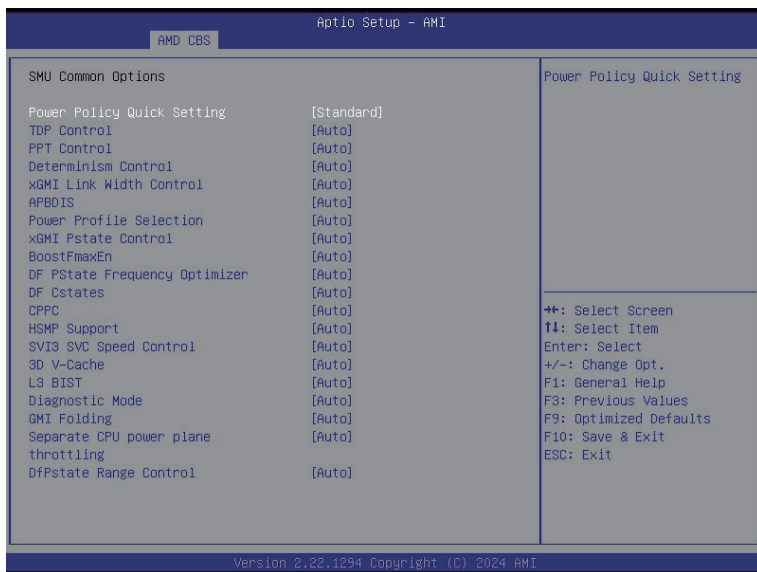 Aptio Setup – AMI
AMD CBS
SMU Common Options
Power Policy Quick Setting [Standard]
TDP Control [Auto]
PPT Control [Auto]
Determinism Control [Auto]
xGMI Link Width Control [Auto]
APBDIS [Auto]
Power Profile Selection [Auto]
xGMI Pstate Control [Auto]
BoostFmaxEn [Auto]
DF PState Frequency Optimizer [Auto]
DF Cstates [Auto]
CPPC [Auto]
HSMP Support [Auto]
SVI3 SVC Speed Control [Auto]
3D V-Cache [Auto]
L3 BIST [Auto]
Diagnostic Mode [Auto]
GMI Folding [Auto]
Separate CPU power plane [Auto]
throttling
DfPstate Range Control [Auto]
Power Policy Quick Setting
→←: Select Screen
↑↓: Select Item
Enter: Select
+/-: Change Opt.
F1: General Help
F3: Previous Values
F9: Optimized Defaults
F10: Save & Exit
ESC: Exit
Version 2.22.1294 Copyright (C) 2024 AMI